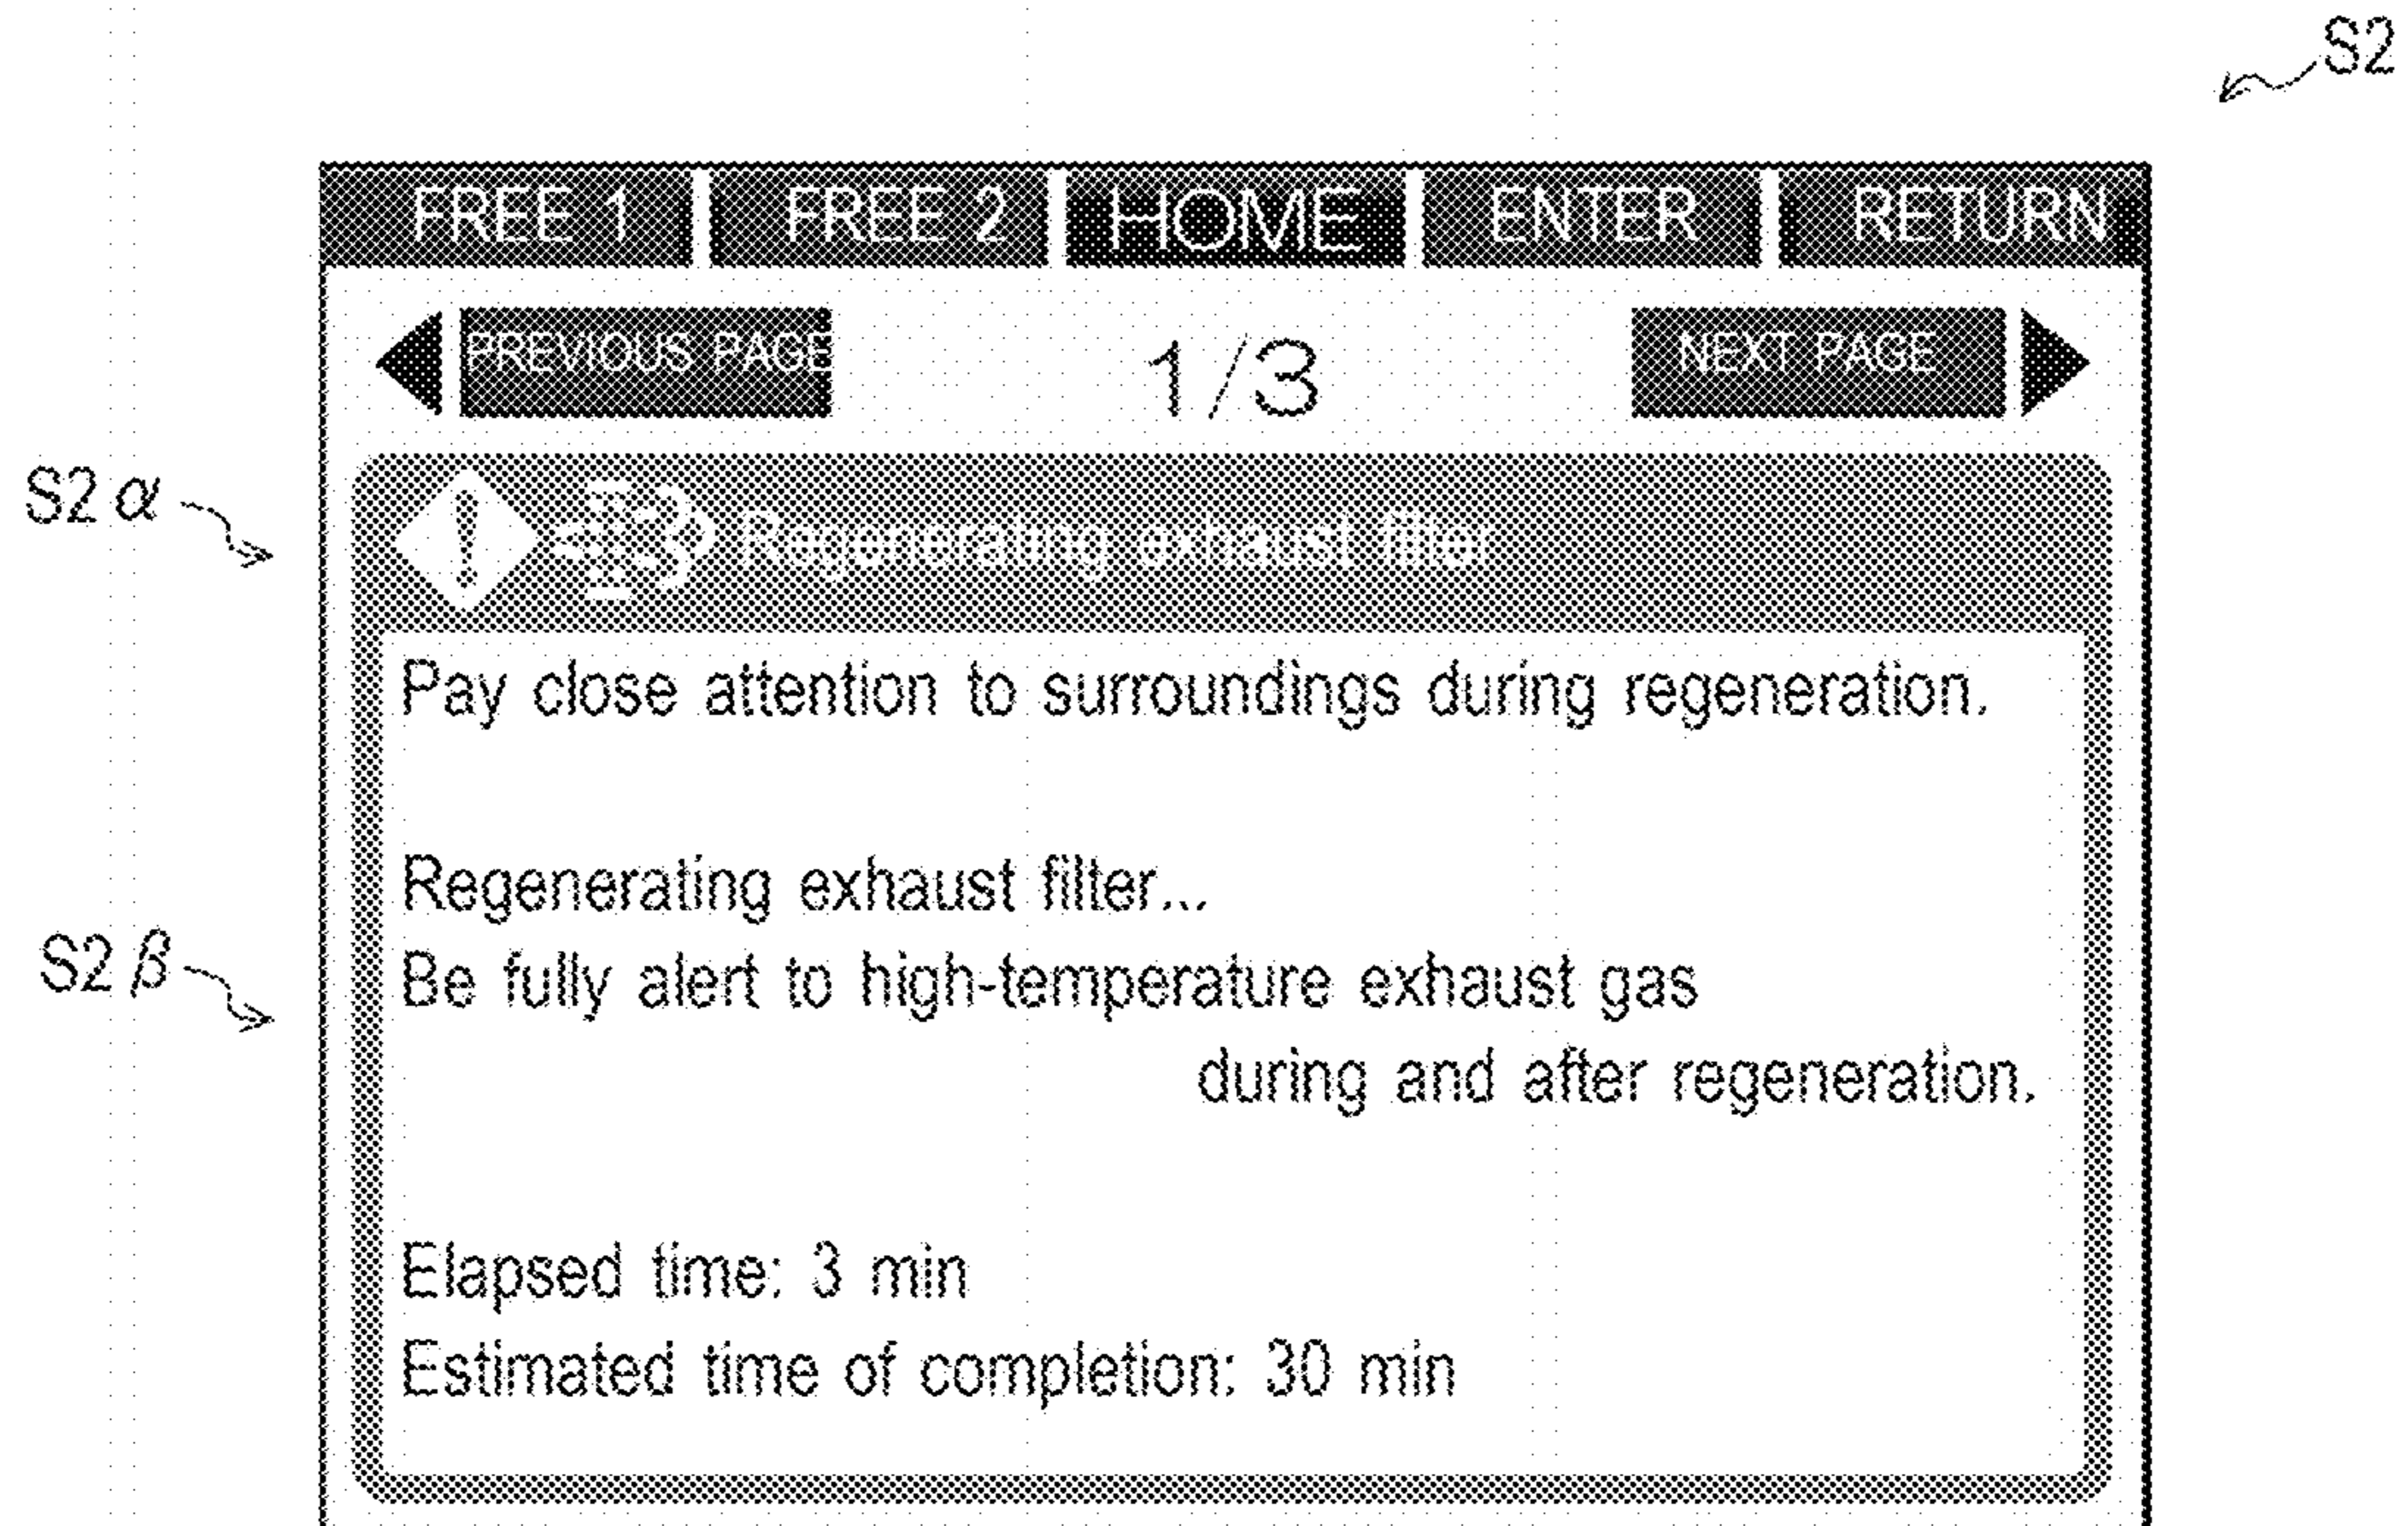 S2
FREE 1 FREE 2 HOME ENTER RETURN
PREVIOUS PAGE 1/3 NEXT PAGE
S2α
! Regenerating exhaust filter
Pay close attention to surroundings during regeneration.
Regenerating exhaust filter...
S2β
Be fully alert to high-temperature exhaust gas
during and after regeneration.
Elapsed time: 3 min
Estimated time of completion: 30 min